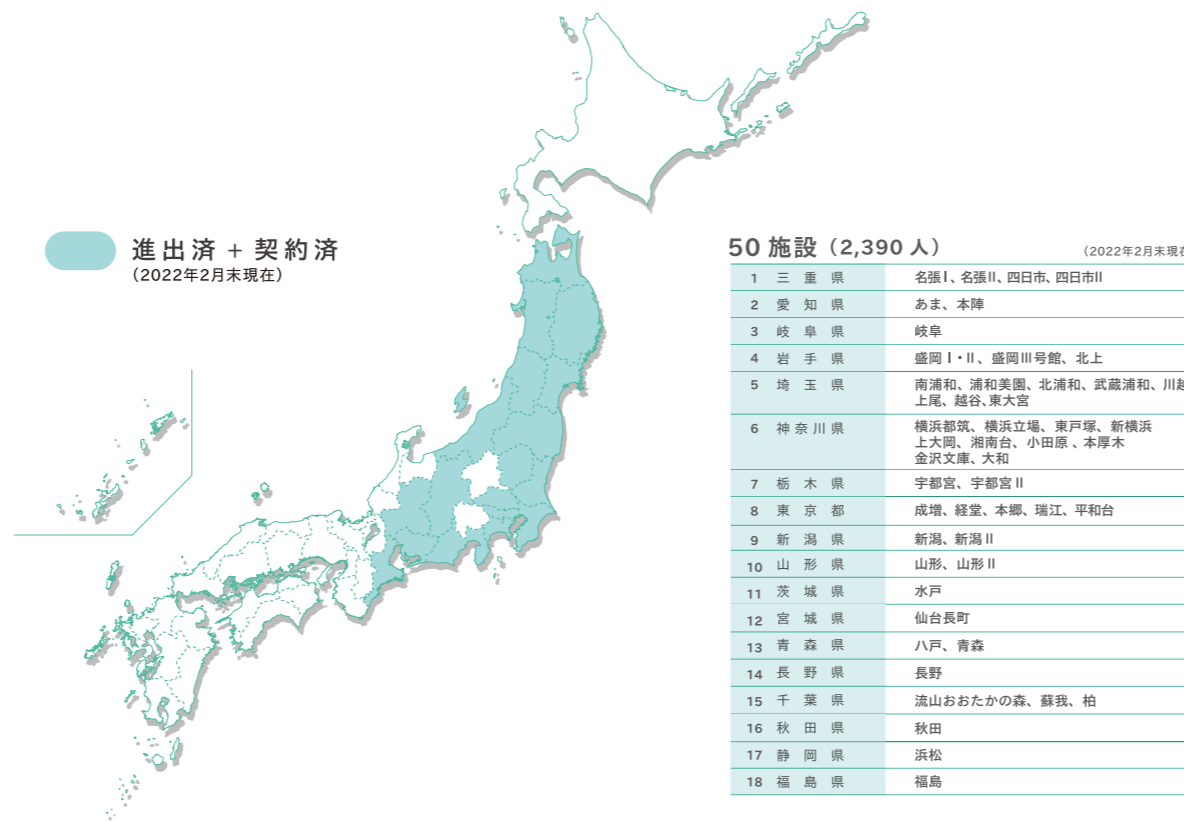 進出済 + 契約済
(2022年2月末現在)
50 施設(2,390 人)
(2022年2月末現在
1 三重県 名張Ⅰ、名張Ⅱ、四日市、四日市Ⅱ
2 愛知県 あま、本陣
3 岐阜県 岐阜
4 岩手県 盛岡Ⅰ・Ⅱ、盛岡Ⅲ号館、北上
5 埼玉県 南浦和、浦和美園、北浦和、武蔵浦和、川越
上尾、越谷、東大宮
6 神奈川県 横浜都筑、横浜立場、東戸塚、新横浜
上大岡、湘南台、小田原、本厚木
金沢文庫、大和
7 栃木県 宇都宮、宇都宮Ⅱ
8 東京都 成増、経堂、本郷、瑞江、平和台
9 新潟県 新潟、新潟Ⅱ
10 山形県 山形、山形Ⅱ
11 茨城県 水戸
12 宮城県 仙台長町
13 青森県 八戸、青森
14 長野県 長野
15 千葉県 流山おおたかの森、蘇我、柏
16 秋田県 秋田
17 静岡県 浜松
18 福島県 福島